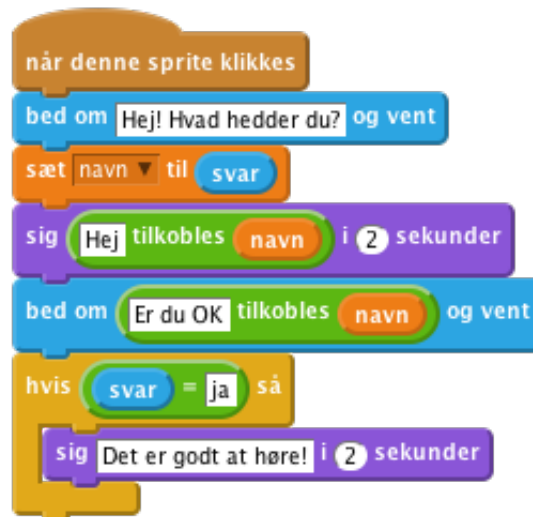 når denne sprite klikkes
bed om Hej! Hvad hedder du? og vent
sæt navn til svar
sig Hej tilkobles navn i 2 sekunder
bed om Er du OK tilkobles navn og vent
hvis svar = ja så
sig Det er godt at høre! i 2 sekunder